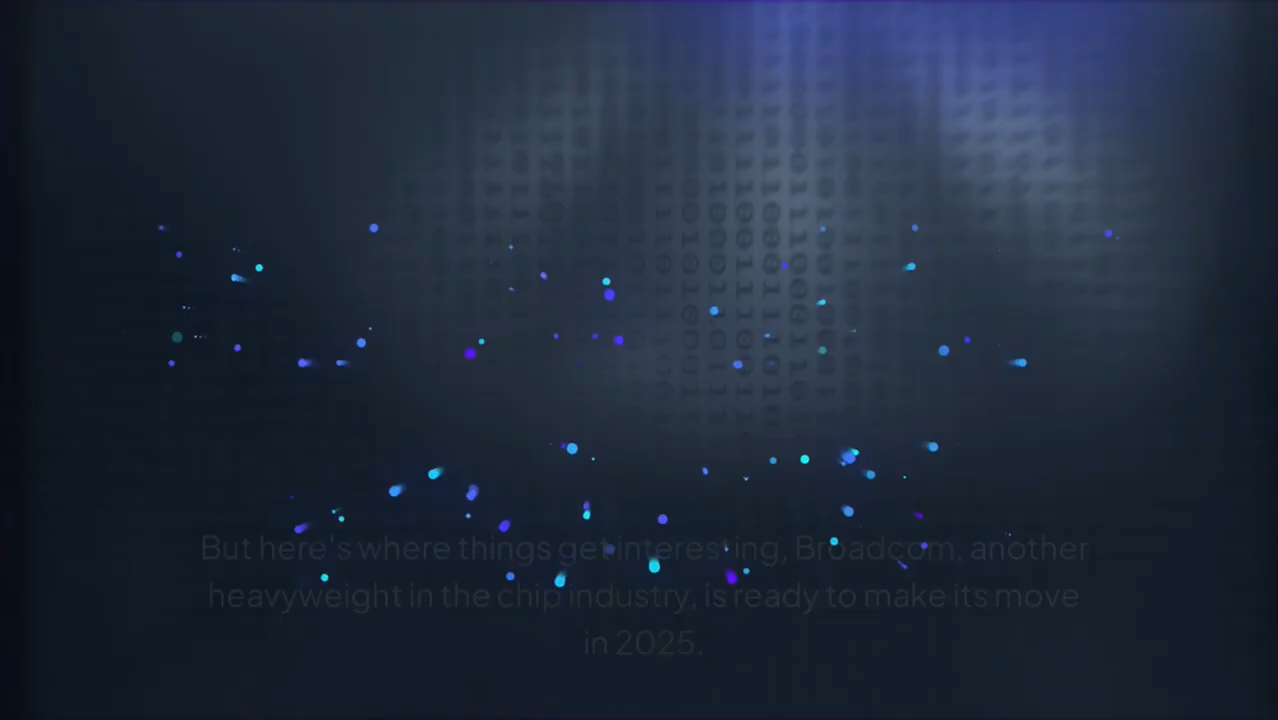 But here's where things get interesting, Broadcom, another
heavyweight in the chip industry, is ready to make its move
in 2025.